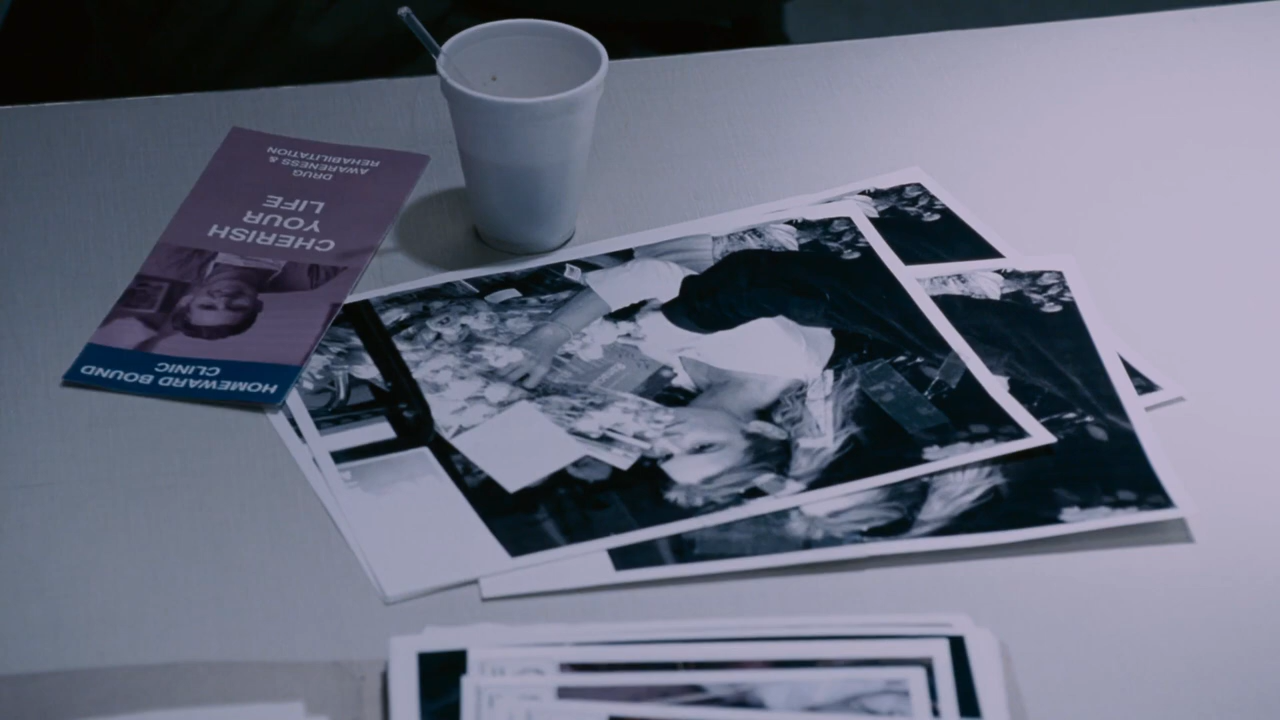 HOMEWARD BOUND
CLINIC
CHERISH
YOUR
LIFE
DRUG
AWARENESS &
REHABILITATION